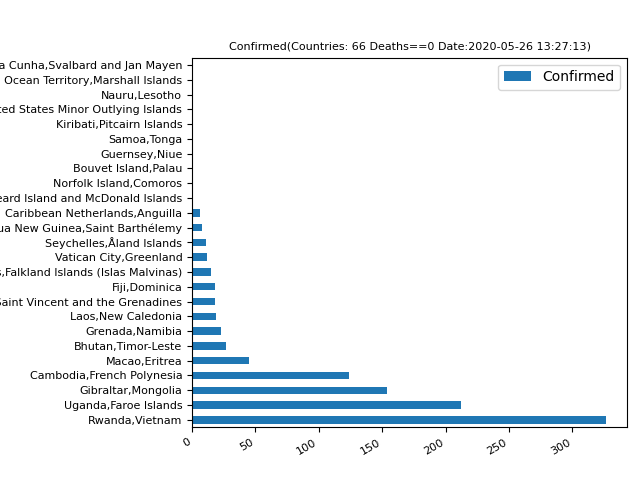 Confirmed(Countries: 66 Deaths==0 Date:2020-05-26 13:27:13)
Confirmed
Cunha,Svalbard and Jan Mayen
Ocean Territory,Marshall Islands
Nauru,Lesotho
States Minor Outlying Islands
Kiribati,Pitcairn Islands
Samoa,Tonga
Guernsey,Niue
Bouvet Island,Palau
Norfolk Island,Comoros
Island and McDonald Islands
Caribbean Netherlands,Anguilla
New Guinea,Saint Barthélemy
Seychelles,Åland Islands
Vatican City,Greenland
,Falkland Islands (Islas Malvinas)
Fiji,Dominica
Saint Vincent and the Grenadines
Laos,New Caledonia
Grenada,Namibia
Bhutan,Timor-Leste
Macao,Eritrea
Cambodia,French Polynesia
Gibraltar,Mongolia
Uganda,Faroe Islands
Rwanda,Vietnam
0 50 100 150 200 250 300